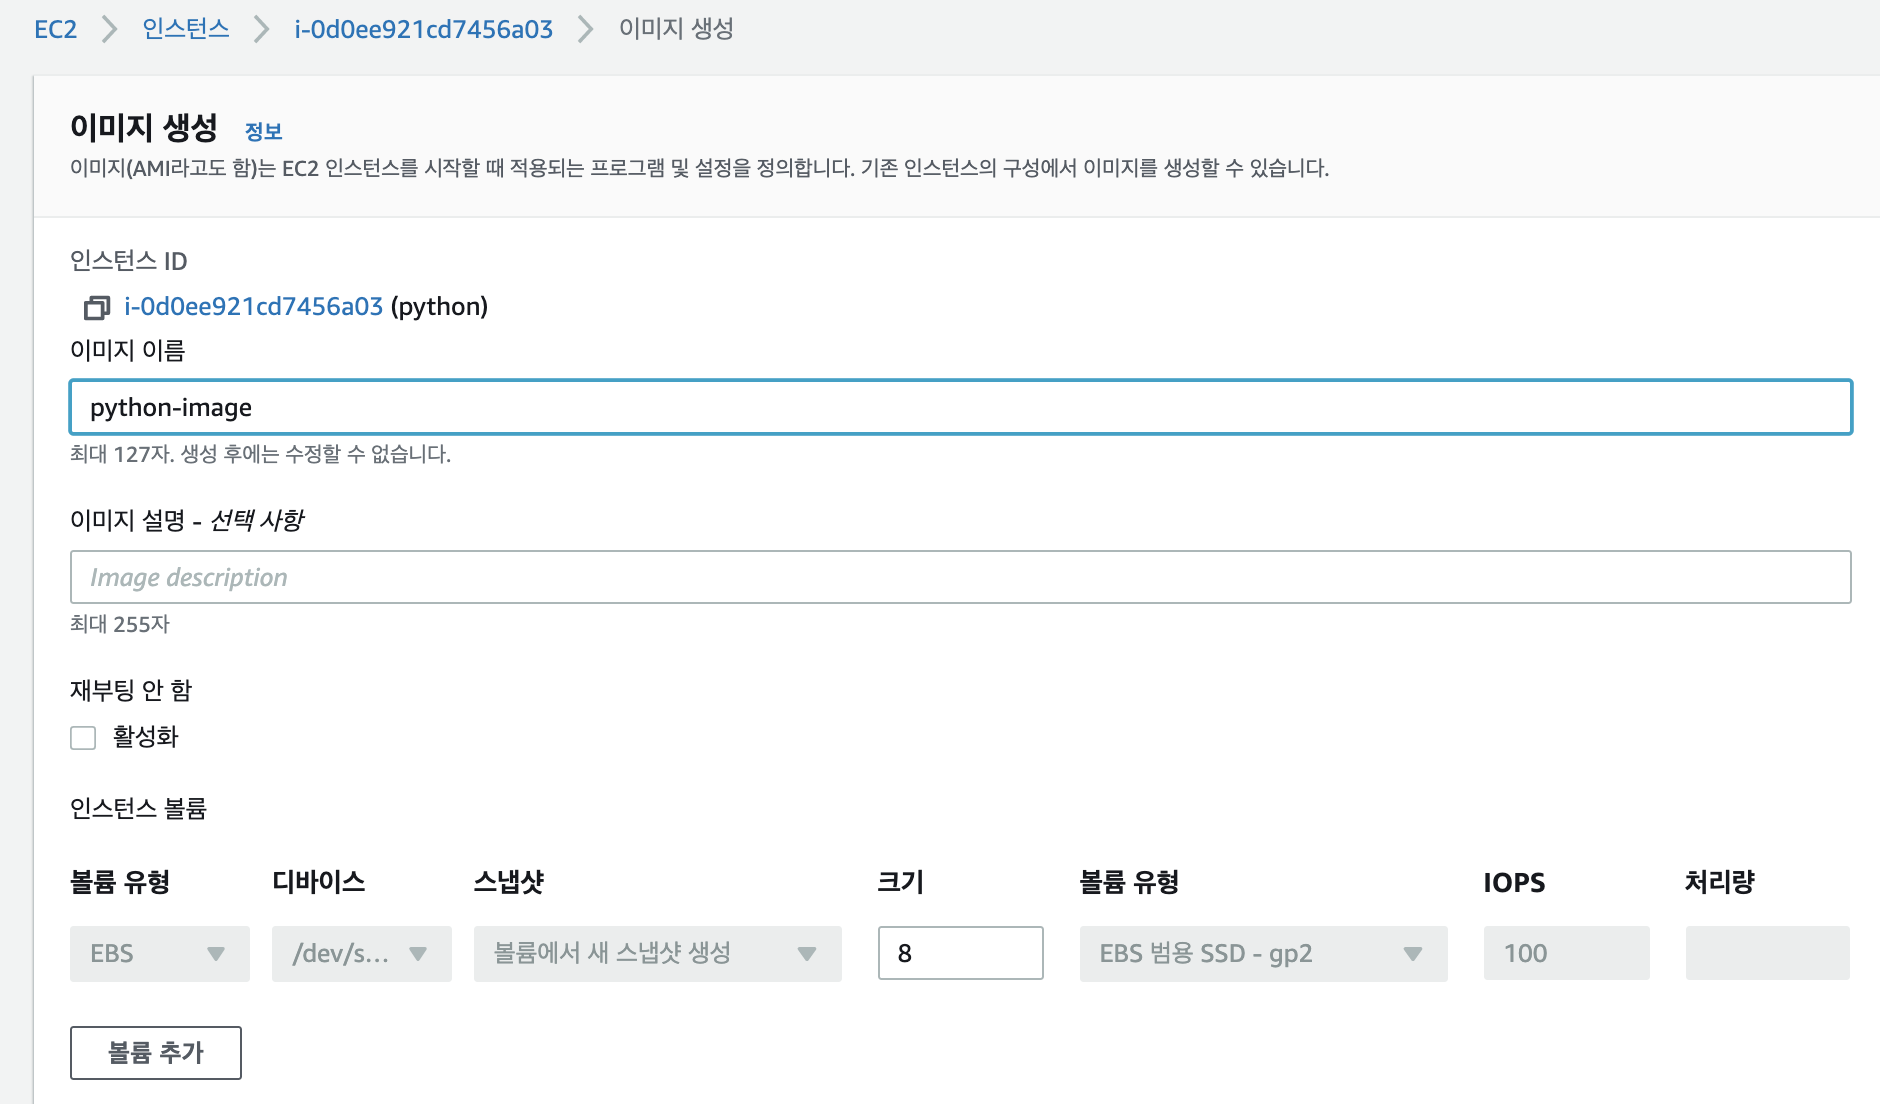 EC2 > 인스턴스 > i-0d0ee921cd7456a03 > 이미지 생성
이미지 생성 정보
이미지(AMI라고도 함)는 EC2 인스턴스를 시작할 때 적용되는 프로그램 및 설정을 정의합니다. 기존 인스턴스의 구성에서 이미지를 생성할 수 있습니다.
인스턴스 ID
i-0d0ee921cd7456a03 (python)
이미지 이름
python-image
최대 127자. 생성 후에는 수정할 수 없습니다.
이미지 설명 - 선택 사항
Image description
최대 255자
재부팅 안 함
활성화
인스턴스 볼륨
볼륨 유형 디바이스 스냅샷 크기 볼륨 유형 IOPS 처리량
EBS /dev/s... 볼륨에서 새 스냅샷 생성 8 EBS 범용 SSD - gp2 100
볼륨 추가